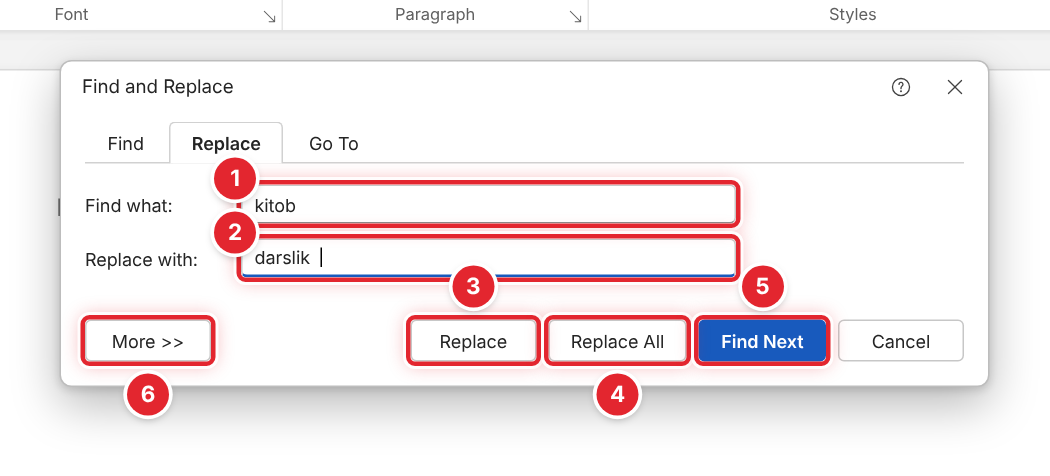 Font Paragraph Styles
Find and Replace
Find Replace Go To
1
Find what: kitob
2
Replace with: darslik
3 5
More >> Replace Replace All Find Next Cancel
6 4